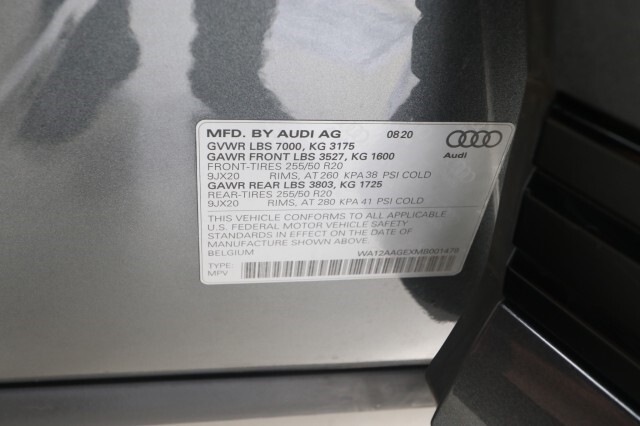 MFD. BY AUDI AG 08 20
GVWR LBS 7000, KG 3175
GAWR FRONT LBS 3527, KG 1600
FRONT-TIRES 255/50 R20
9JX20 RIMS, AT 260 KPA 38 PSI COLD
GAWR REAR LBS 3803, KG 1725
REAR-TIRES 255/50 R20
9JX20 RIMS, AT 280 KPA 41 PSI COLD
Audi
THIS VEHICLE CONFORMS TO ALL APPLICABLE
U.S. FEDERAL MOTOR VEHICLE SAFETY
STANDARDS IN EFFECT ON THE DATE OF
MANUFACTURE SHOWN ABOVE.
BELGIUM WA12AAGEXMB001479
TYPE:
MPV